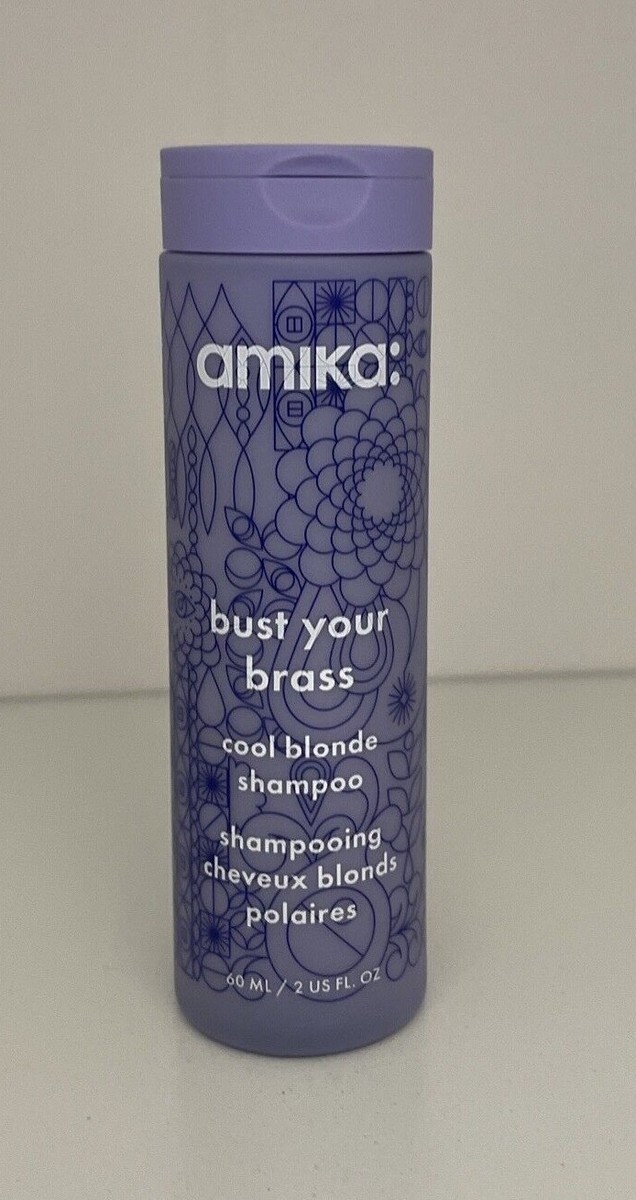 amika:
bust your
brass
cool blonde
shampoo
shampooing
cheveux blonds
polaires
60 ML / 2 US FL. OZ